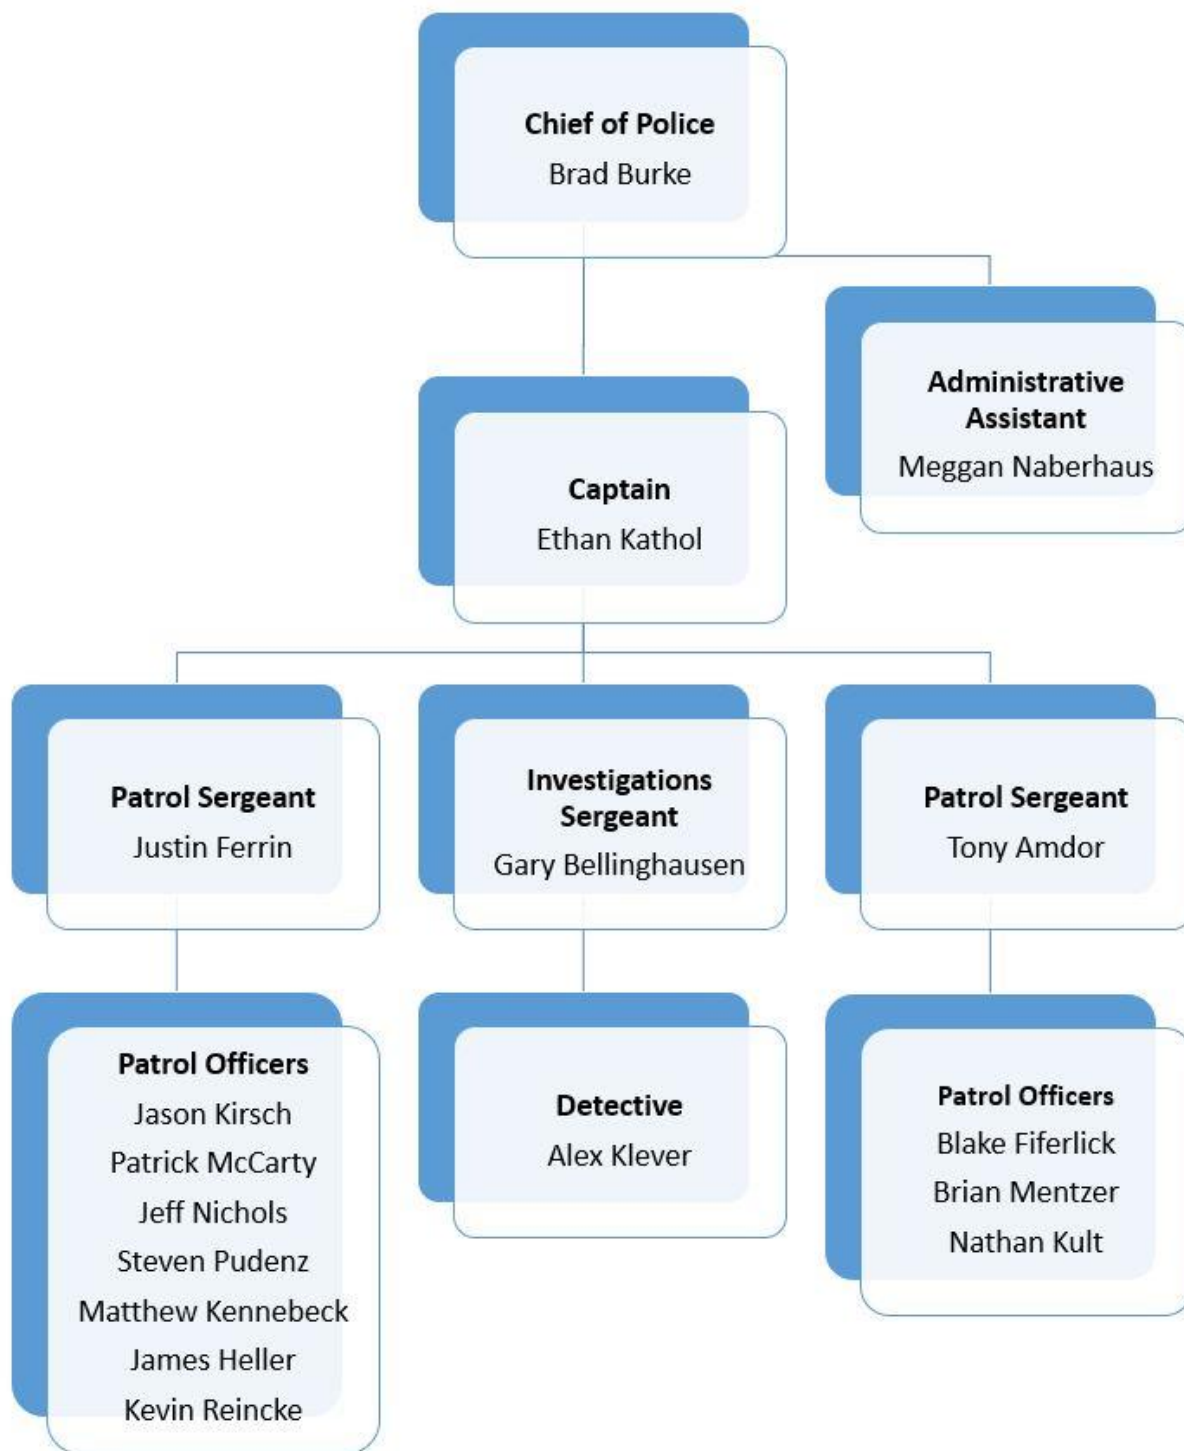 Chief of Police
Brad Burke
Administrative
Assistant
Meggan Naberhaus
Captain
Ethan Kathol
Patrol Sergeant
Justin Ferrin
Investigations
Sergeant
Gary Bellinghausen
Patrol Sergeant
Tony Amdor
Patrol Officers
Jason Kirsch
Patrick McCarty
Jeff Nichols
Steven Pudenz
Matthew Kennebeck
James Heller
Kevin Reincke
Detective
Alex Klever
Patrol Officers
Blake Fiferlick
Brian Mentzer
Nathan Kult